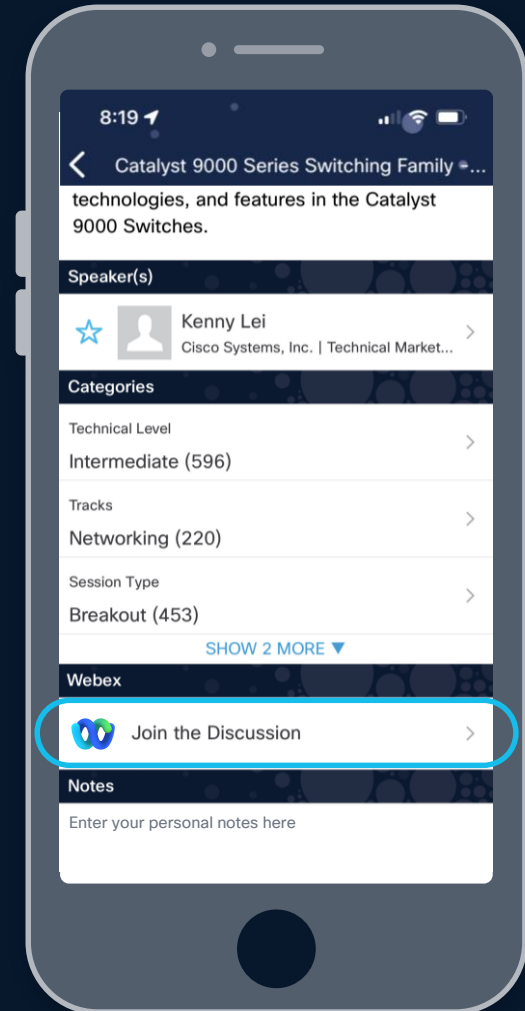 8:19
Catalyst 9000 Series Switching Family -...
technologies, and features in the Catalyst
9000 Switches.
Speaker(s)
Kenny Lei
Cisco Systems, Inc. | Technical Market...
Categories
Technical Level
Intermediate (596)
Tracks
Networking (220)
Session Type
Breakout (453)
SHOW 2 MORE ▼
Webex
Join the Discussion
Notes
Enter your personal notes here